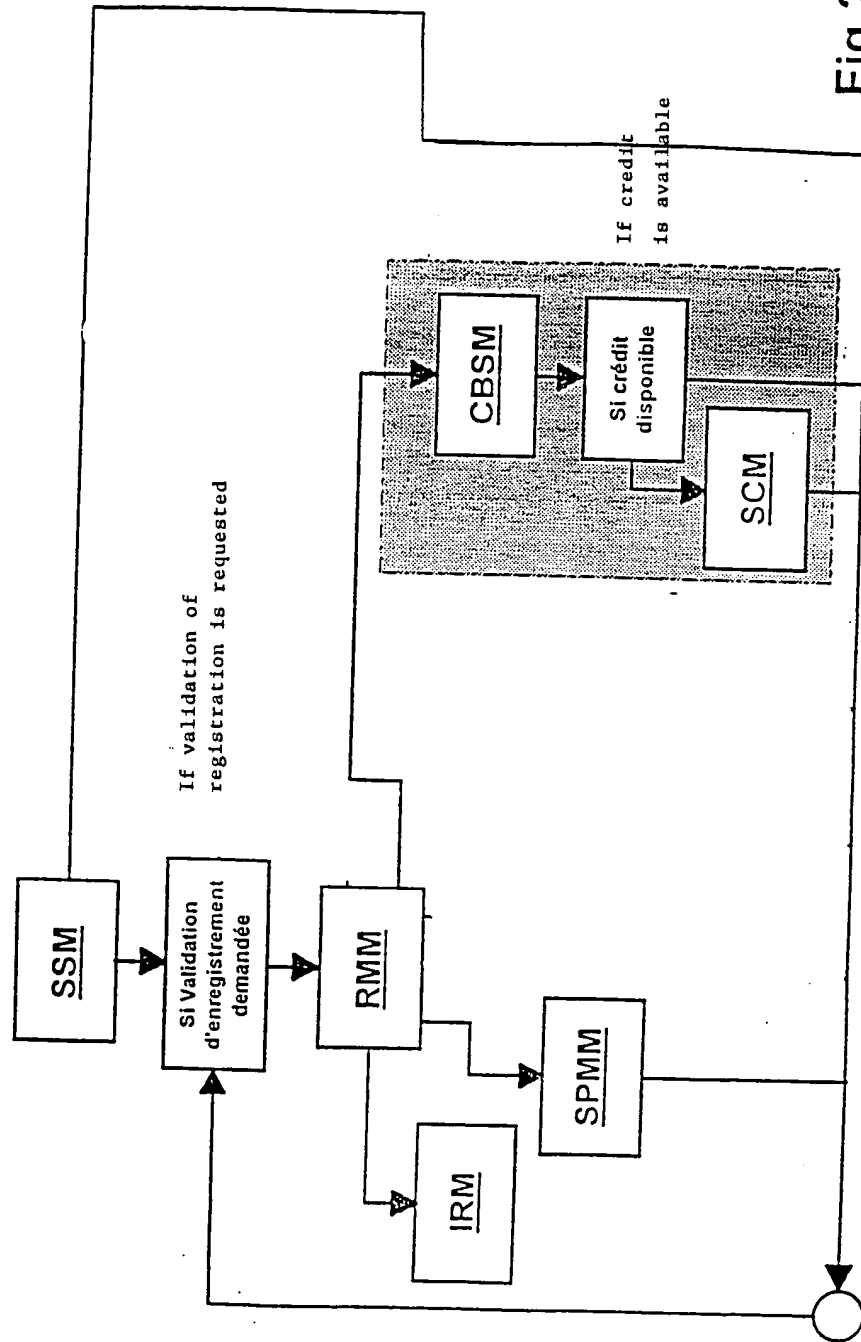 SSM
Si Validation
d'enregistrement
demandée
If validation of
registration is requested
RMM
IRM
SPMM
CBSM
Si crédit
disponible
If credit
is available
SCM